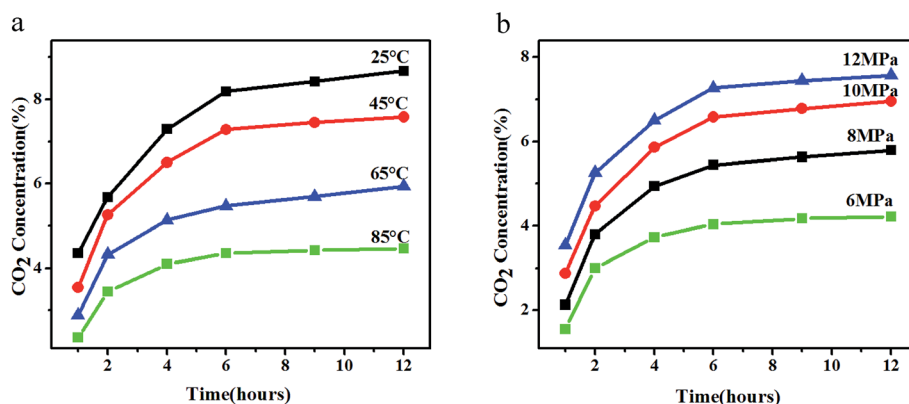 a
CO2 Concentration(%)
8
6
4
25°C
45°C
65°C
85°C
2 4 6 8 10 12
Time(hours)
b
CO2 Concentration(%)
8
6
4
2
12MPa
10MPa
8MPa
6MPa
2 4 6 8 10 12
Time(hours)